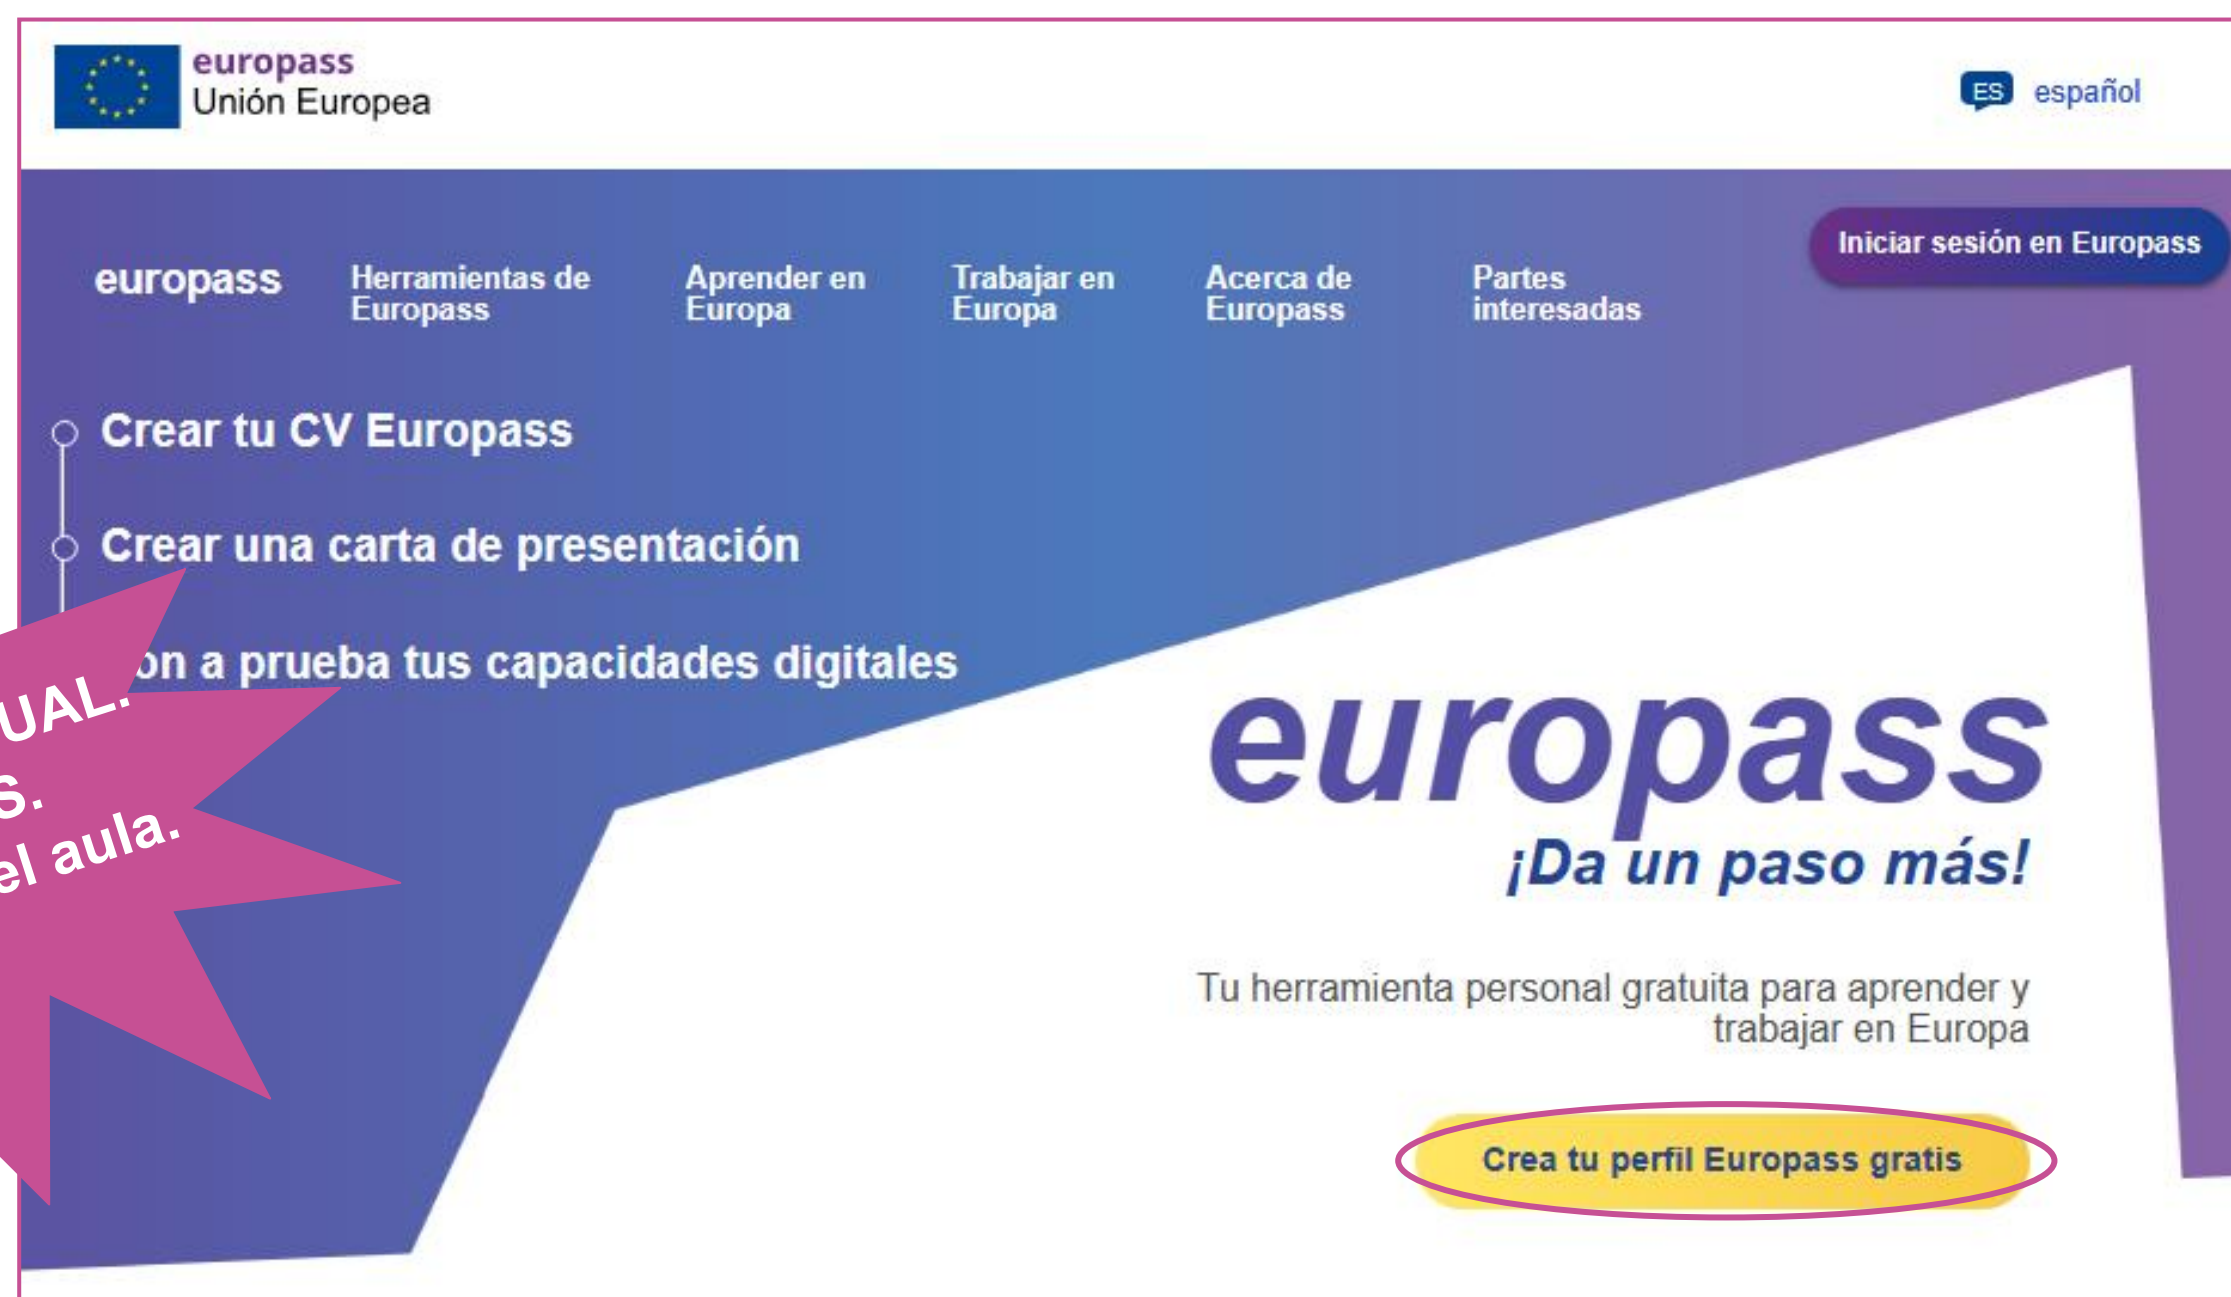 europass
Unión Europea
ES español
Iniciar sesión en Europass
europass
Herramientas de
Europass
Aprender en
Europa
Trabajar en
Europa
Acerca de
Europass
Partes
interesadas
Crear tu CV Europass
Crear una carta de presentación
a prueba tus capacidades digitales
el aula.
europass
¡Da un paso más!
Tu herramienta personal gratuita para aprender y
trabajar en Europa
Crea tu perfil Europass gratis